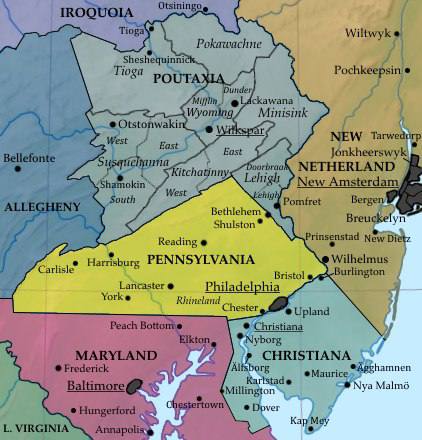 IROQUOIA
Otsiningo
Tioga
Pokawachne
Wiltwyk
Sheshequinnick
Tioga
POUTAXIA
Pochkeepsin
Dunder
Mifflin
Lackawana
Wyoming
Minisink
Otstonwakin
Wilkspar
NEW
Tarwedorp
West
East
East
Jonkheerswyk
Bellefonte
Susquehanna
Doorbraak
NETHERLAND
Kitchatinny
Lehigh
New Amsterdam
Shamokin
West
Lehigh
ALLEGHENY
South
Pomfret
Bergen
Bethlehem
Breuckelyn
Shulston
Prinsenstad
New Dietz
Reading
Harrisburg
PENNSYLVANIA
Wilhelmus
Carlisle
Bristol
Burlington
Lancaster
Philadelphia
York
Rhineland
Chester
Upland
Peach Bottom
Christiana
Elkton
Nyborg
MARYLAND
CHRISTIANA
Frederick
Älfsborg
Maurice
Aghamnen
Baltimore
Karlstad
Nya Malmö
Millington
Hungerford
Chestertown
Dover
L. VIRGINIA
Annapolis
Kap Mey